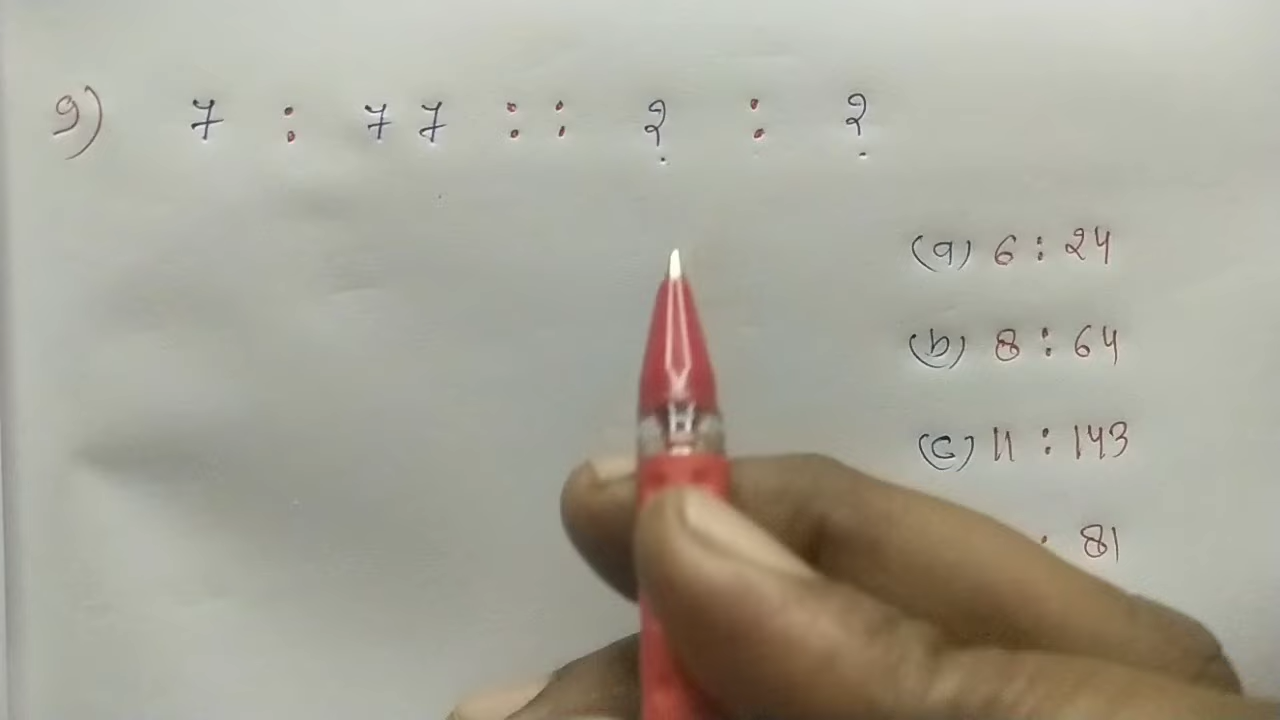 9) 7 : 77 :: ? : ?
(a) 6 : 24
(b) 8 : 64
(c) 11 : 143
: 81